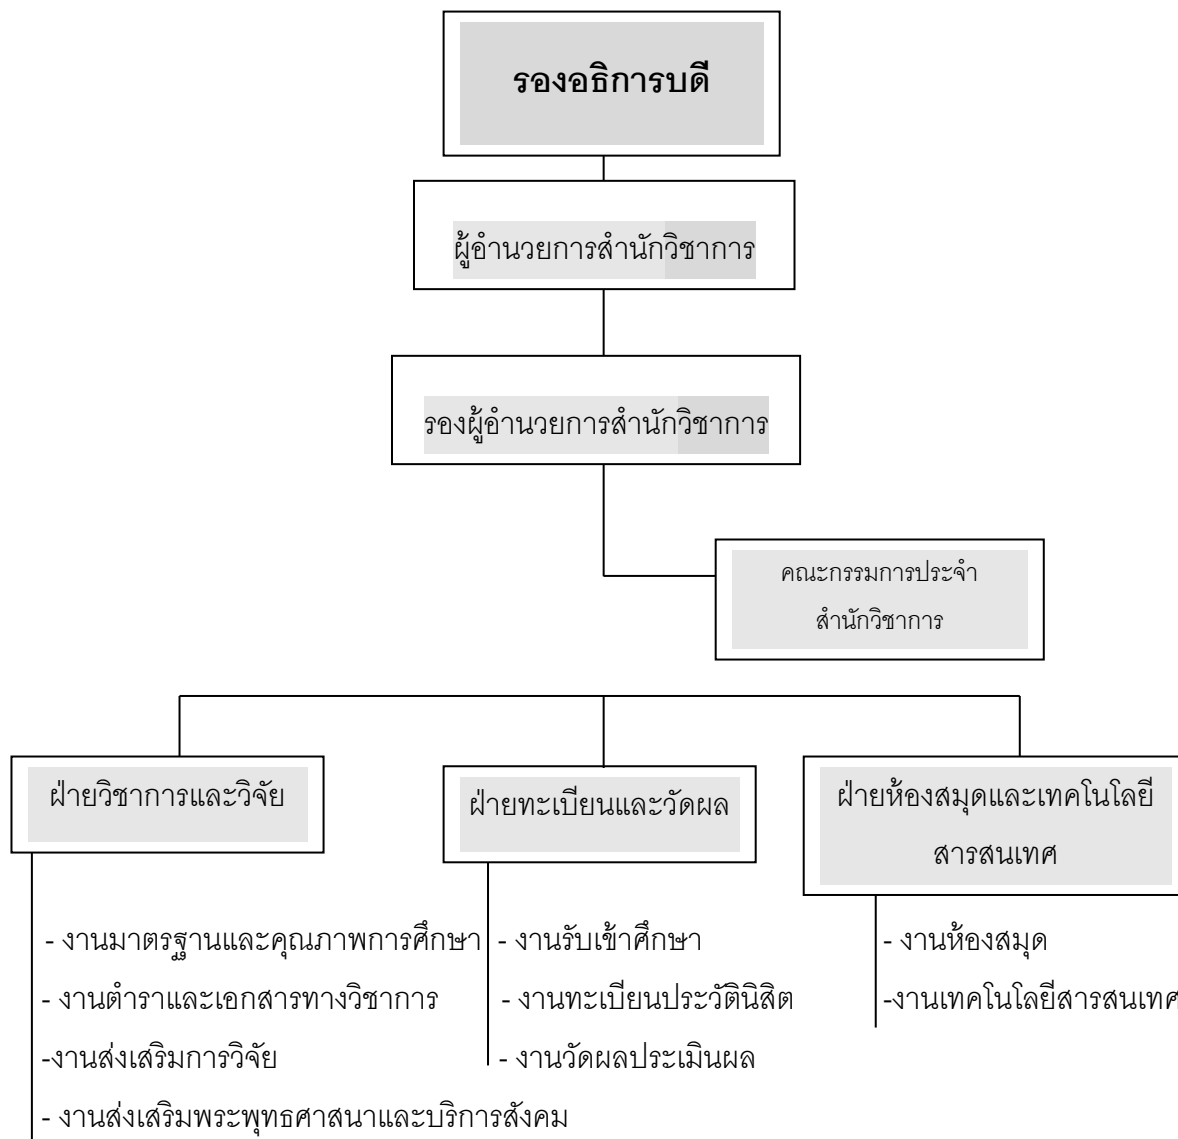 รองอธิการบดี
ผู้อำนวยการสำนักวิชาการ
รองผู้อำนวยการสำนักวิชาการ
คณะกรรมการประจำ
สำนักวิชาการ
ฝ่ายวิชาการและวิจัย
- งานมาตรฐานและคุณภาพการศึกษา
- งานตำราและเอกสารทางวิชาการ
-งานส่งเสริมการวิจัย
- งานส่งเสริมพระพุทธศาสนาและบริการสังคม
ฝ่ายทะเบียนและวัดผล
- งานรับเข้าศึกษา
- งานทะเบียนประวัตินิสิต
- งานวัดผลประเมินผล
ฝ่ายห้องสมุดและเทคโนโลยี
สารสนเทศ
- งานห้องสมุด
-งานเทคโนโลยีสารสนเทศ